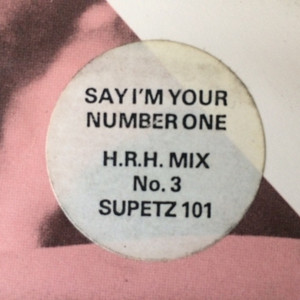 SAY I'M YOUR
NUMBER ONE
H.R.H. MIX
No. 3
SUPETZ 101